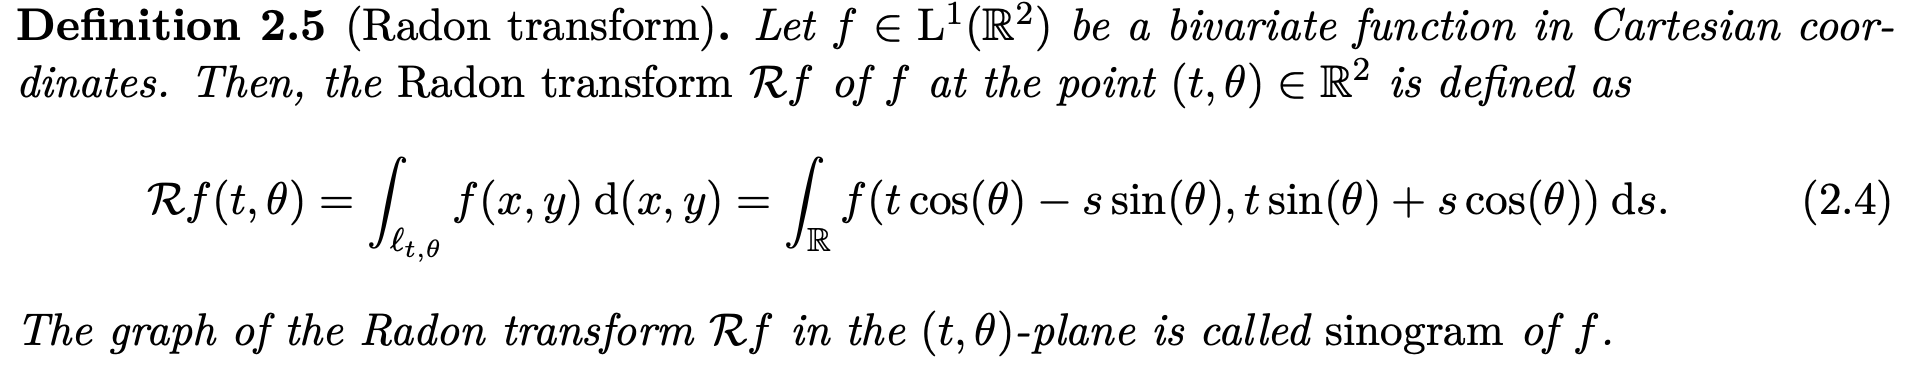 Definition 2.5 (Radon transform). Let f ∈ L¹(ℝ²) be a bivariate function in Cartesian coor-
dinates. Then, the Radon transform ℛf of f at the point (t, θ) ∈ ℝ² is defined as
ℛf(t, θ) = ∫_{ℓ_{t,θ}} f(x, y) d(x, y) = ∫_ℝ f(t cos(θ) − s sin(θ), t sin(θ) + s cos(θ)) ds. (2.4)
The graph of the Radon transform ℛf in the (t, θ)-plane is called sinogram of f.